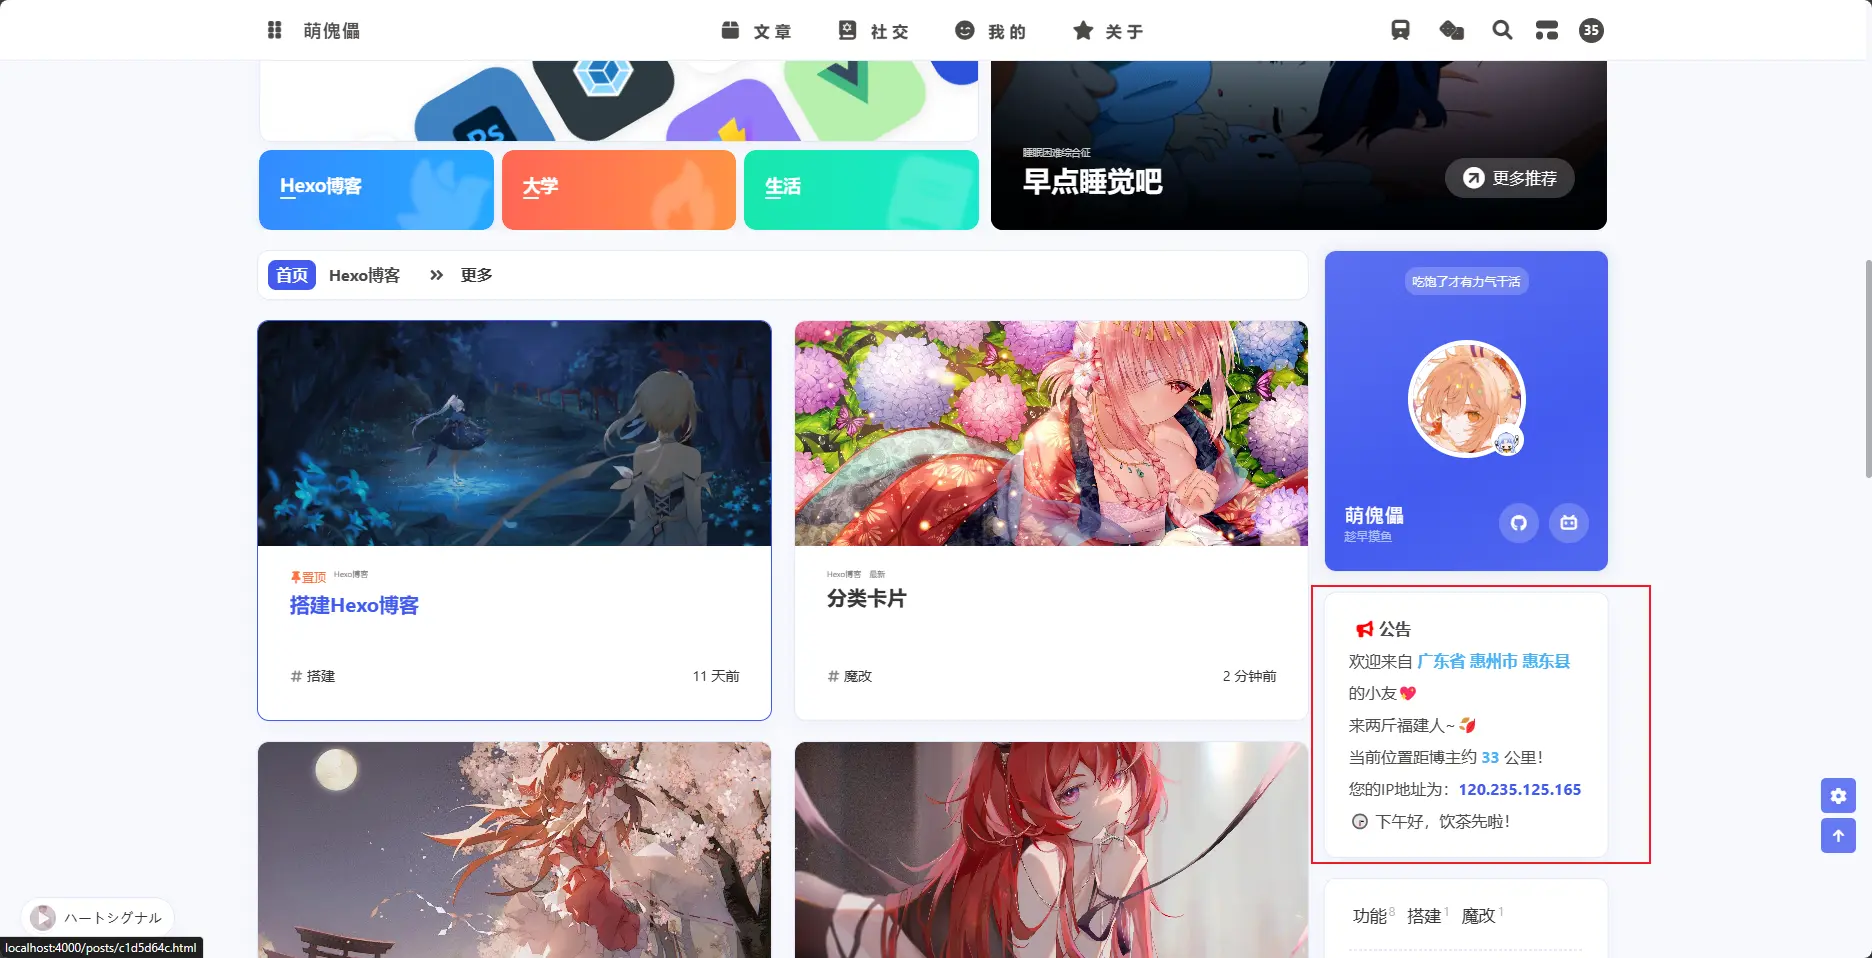 萌傀儡
文章
社交
我的
关于
35
Ps
睡眠困难综合征
早点睡觉吧
更多推荐
Hexo博客
大学
生活
首页
Hexo博客
更多
吃饱了才有力气干活
萌傀儡
趁早摸鱼
置顶 Hexo博客
搭建Hexo博客
# 搭建
11 天前
Hexo博客 最新
分类卡片
# 魔改
2 分钟前
公告
欢迎来自 广东省 惠州市 惠东县
的小友💖
来两斤福建人~
当前位置距博主约 33 公里！
您的IP地址为：120.235.125.165
下午好，饮茶先啦！
功能8 搭建1 魔改1
ハートシグナル
localhost:4000/posts/c1d5d64c.html